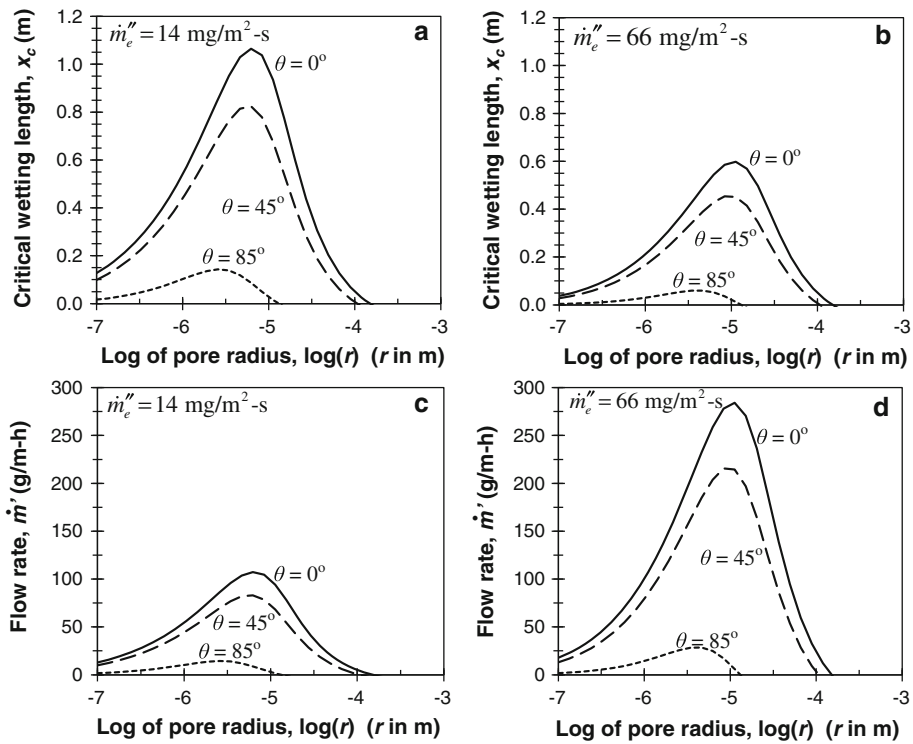 ṁₑ″ = 14 mg/m²-s
a
1.2
1.0
0.8
0.6
0.4
0.2
0.0
θ = 0°
θ = 45°
θ = 85°
-7 -6 -5 -4 -3
Critical wetting length, x_c (m)
Log of pore radius, log(r) (r in m)
ṁₑ″ = 66 mg/m²-s
b
1.2
1.0
0.8
0.6
0.4
0.2
0.0
θ = 0°
θ = 45°
θ = 85°
-7 -6 -5 -4 -3
Critical wetting length, x_c (m)
Log of pore radius, log(r) (r in m)
ṁₑ″ = 14 mg/m²-s
c
300
250
200
150
100
50
0
θ = 0°
θ = 45°
θ = 85°
-7 -6 -5 -4 -3
Flow rate, ṁ' (g/m-h)
Log of pore radius, log(r) (r in m)
ṁₑ″ = 66 mg/m²-s
d
300
250
200
150
100
50
0
θ = 0°
θ = 45°
θ = 85°
-7 -6 -5 -4 -3
Flow rate, ṁ' (g/m-h)
Log of pore radius, log(r) (r in m)